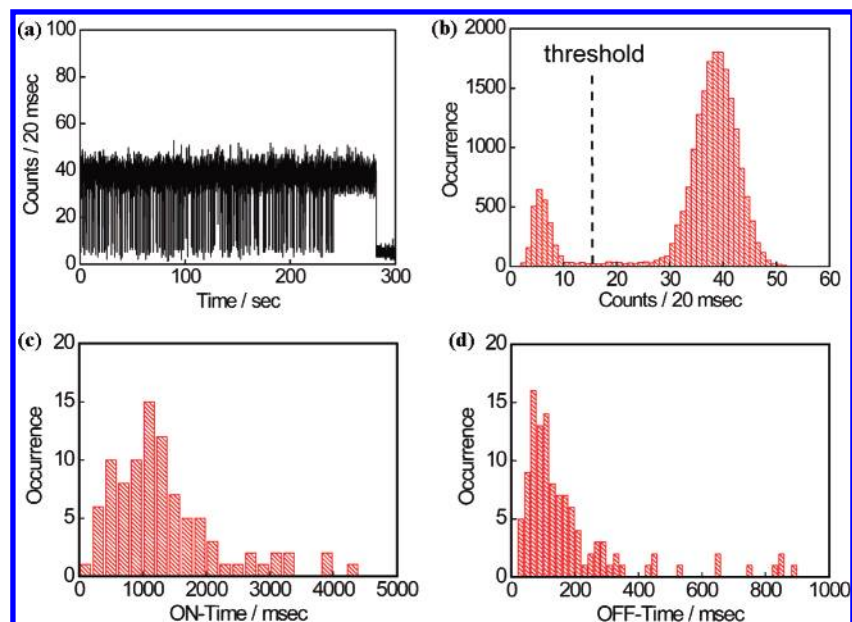 (a)
100
80
60
40
20
0
Counts / 20 msec
0 100 200 300
Time / sec
(b)
2000
1500
1000
500
0
Occurrence
threshold
0 10 20 30 40 50 60
Counts / 20 msec
(c)
20
15
10
5
0
Occurrence
0 1000 2000 3000 4000 5000
ON-Time / msec
(d)
20
15
10
5
0
Occurrence
0 200 400 600 800 1000
OFF-Time / msec